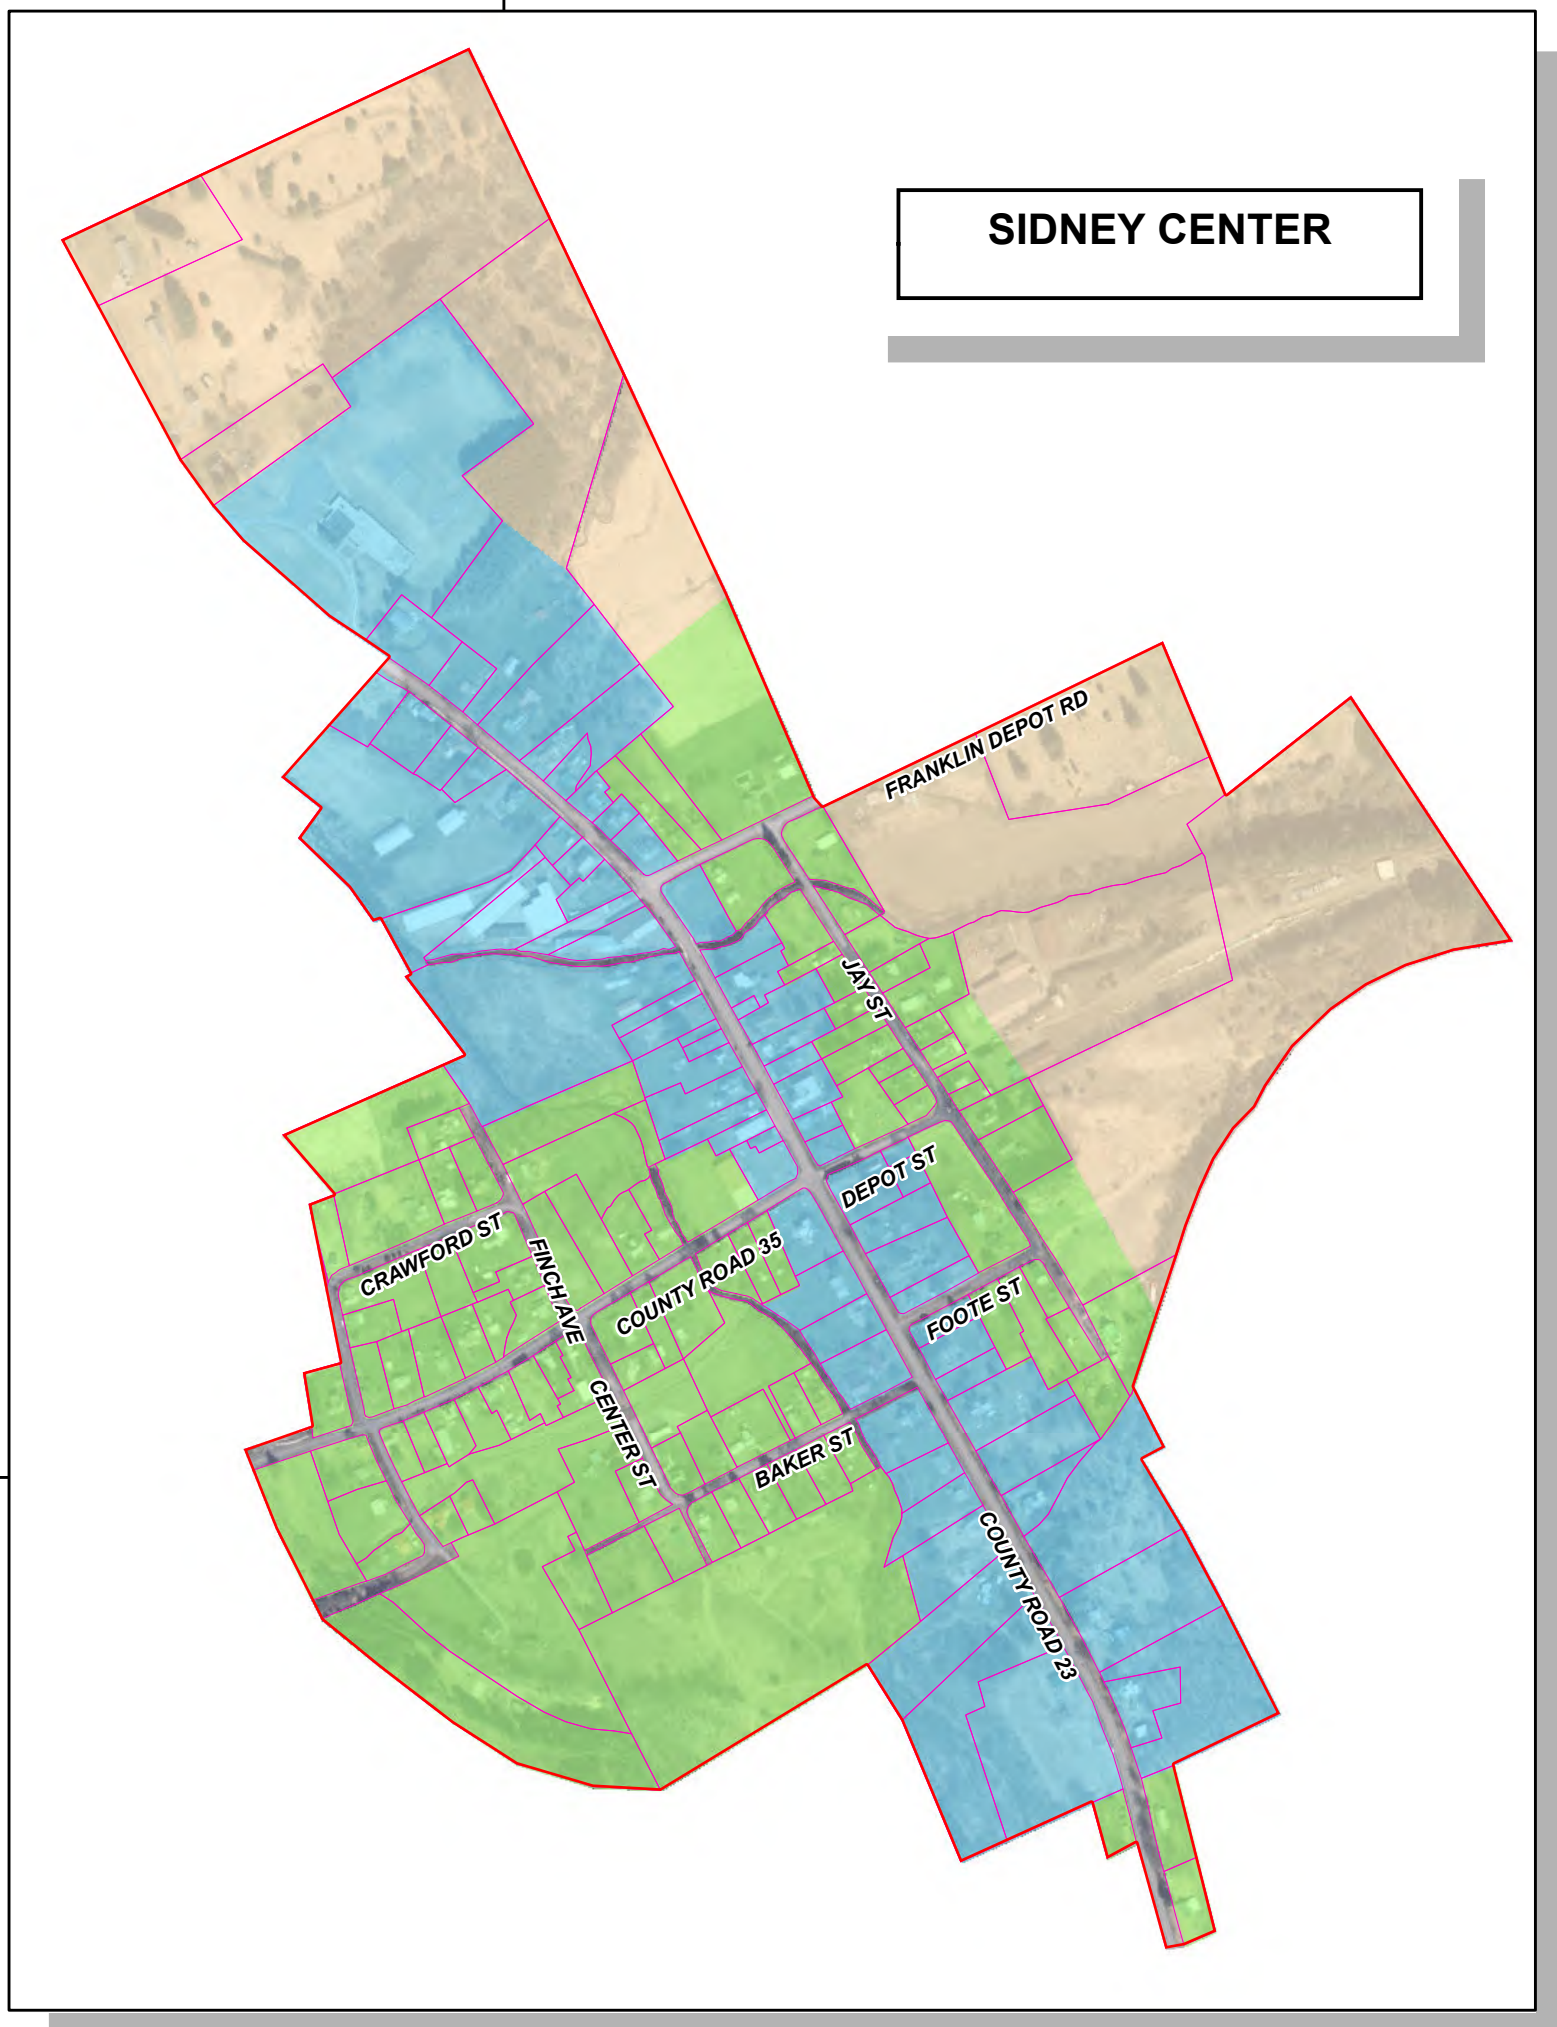 SIDNEY CENTER
FRANKLIN DEPOT RD
JAY ST
DEPOT ST
CRAWFORD ST
FINCH AVE
COUNTY ROAD 35
FOOTE ST
CENTER ST
BAKER ST
COUNTY ROAD 23